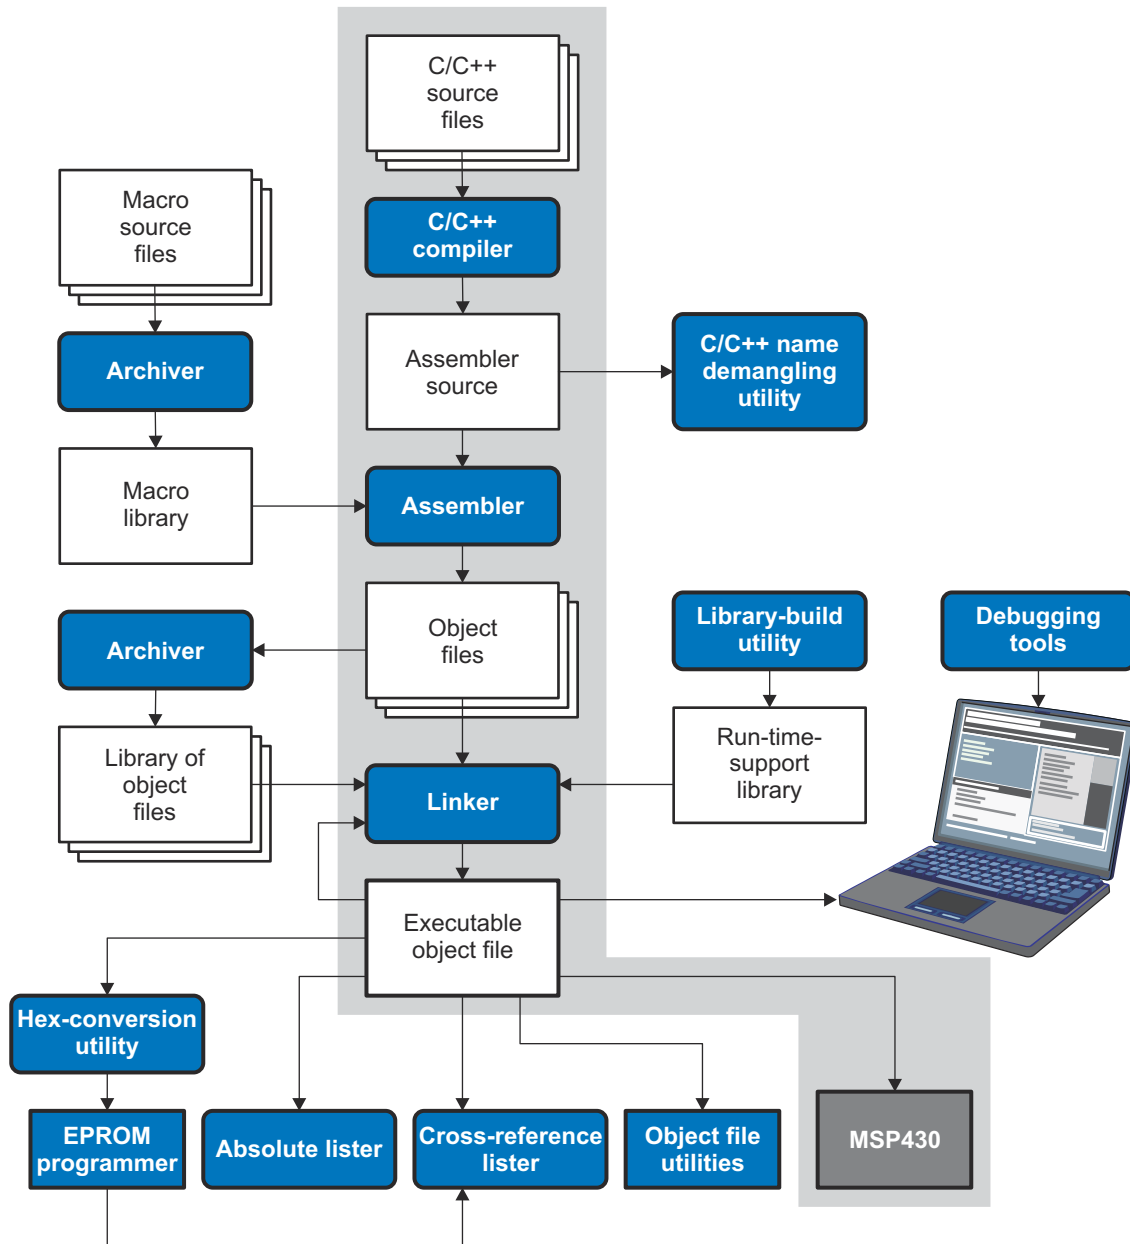 C/C++
source
files
Macro
source
files
C/C++
compiler
Archiver
Assembler
source
C/C++ name
demangling
utility
Macro
library
Assembler
Archiver
Object
files
Library-build
utility
Debugging
tools
Library of
object
files
Linker
Run-time-
support
library
Executable
object file
Hex-conversion
utility
EPROM
programmer
Absolute lister
Cross-reference
lister
Object file
utilities
MSP430